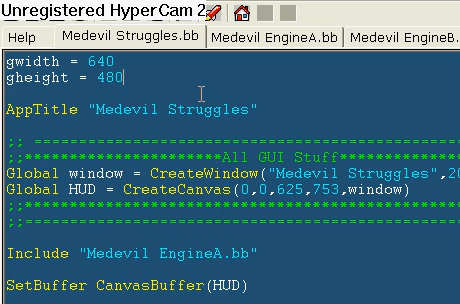 Unregistered HyperCam 2
Help Medevil Struggles.bb Medevil EngineA.bb Medevil EngineB.
gwidth = 640
gheight = 480
AppTitle "Medevil Struggles"
;; ================================================
;;***********************All GUI Stuff*************
Global window = CreateWindow("Medevil Struggles",20
Global HUD = CreateCanvas(0,0,625,753,window)
;;************************************************
;;================================================
Include "Medevil EngineA.bb"
SetBuffer CanvasBuffer(HUD)